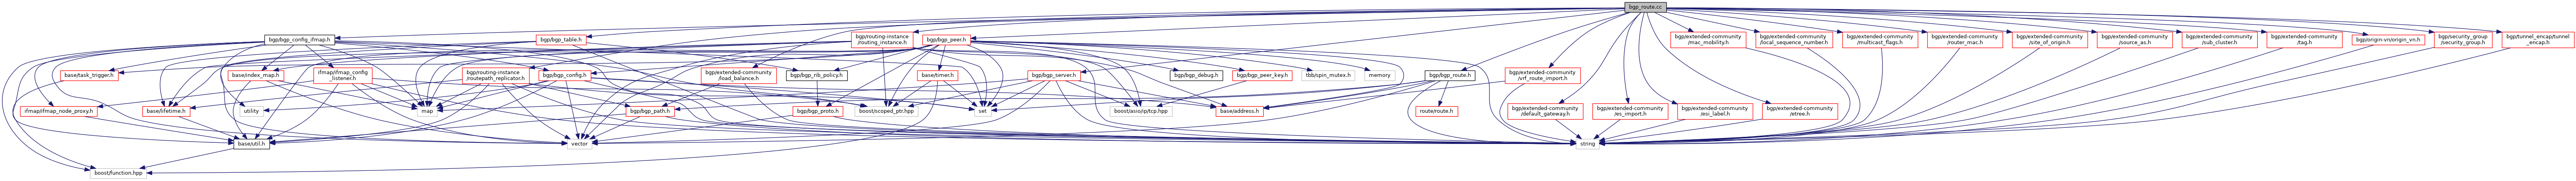 bgp_route.cc
bgp/bgp_config_ifmap.h
bgp/bgp_table.h
bgp/routing-instance
/routing_instance.h
bgp/bgp_peer.h
bgp/extended-community
/mac_mobility.h
bgp/extended-community
/local_sequence_number.h
bgp/extended-community
/multicast_flags.h
bgp/extended-community
/router_mac.h
bgp/extended-community
/site_of_origin.h
bgp/extended-community
/source_as.h
bgp/extended-community
/sub_cluster.h
bgp/extended-community
/tag.h
bgp/origin-vn/origin_vn.h
bgp/security_group
/security_group.h
bgp/tunnel_encap/tunnel
_encap.h
base/task_trigger.h
base/index_map.h
ifmap/ifmap_config
_listener.h
bgp/routing-instance
/routepath_replicator.h
bgp/bgp_config.h
bgp/extended-community
/load_balance.h
bgp/bgp_rib_policy.h
base/timer.h
bgp/bgp_server.h
bgp/bgp_debug.h
bgp/bgp_peer_key.h
tbb/spin_mutex.h
memory
bgp/bgp_route.h
bgp/extended-community
/vrf_route_import.h
ifmap/ifmap_node_proxy.h
base/lifetime.h
utility
map
bgp/bgp_path.h
bgp/bgp_proto.h
boost/scoped_ptr.hpp
set
boost/asio/ip/tcp.hpp
base/address.h
route/route.h
bgp/extended-community
/default_gateway.h
bgp/extended-community
/es_import.h
bgp/extended-community
/esi_label.h
bgp/extended-community
/etree.h
base/util.h
vector
string
boost/function.hpp